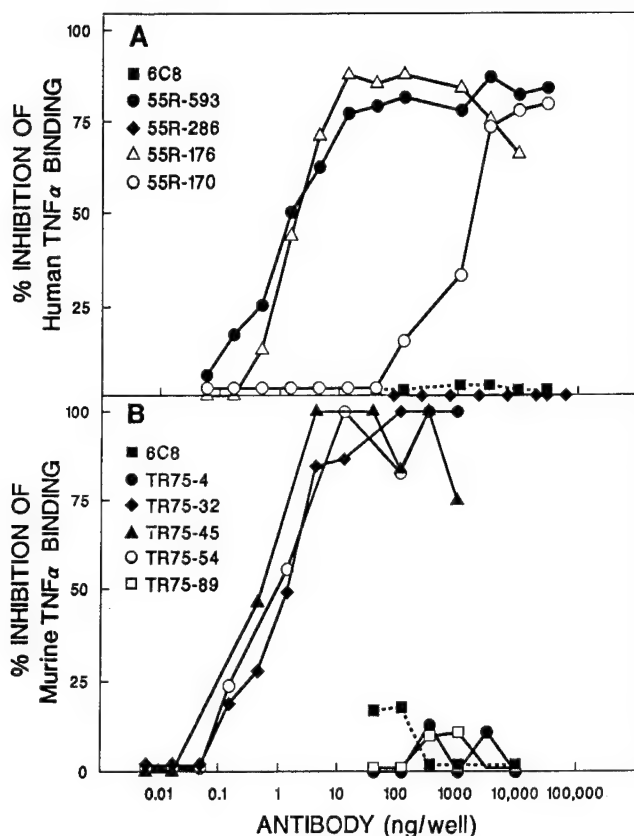 A
6C8
55R-593
55R-286
55R-176
55R-170
% INHIBITION OF
Human TNFα BINDING
100
75
50
25
B
6C8
TR75-4
TR75-32
TR75-45
TR75-54
TR75-89
% INHIBITION OF
Murine TNFα BINDING
100
75
50
25
0
0.01 0.1 1 10 100 1000 10,000 100,000
ANTIBODY (ng/well)